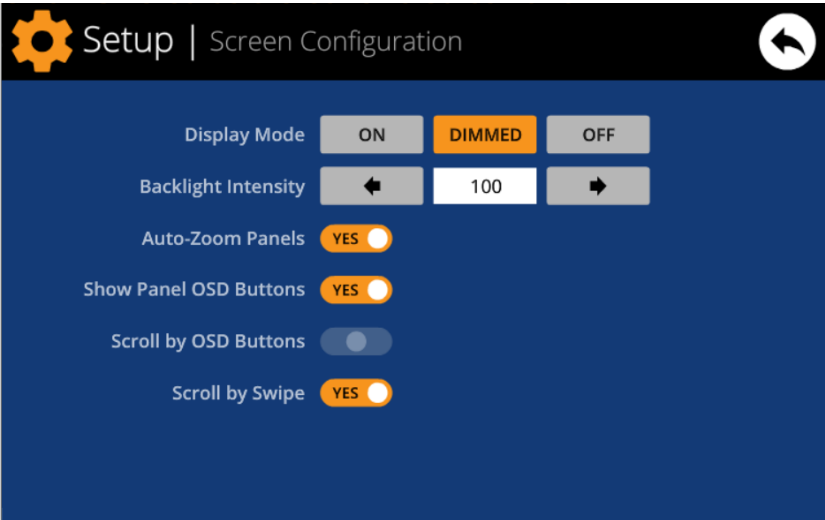 Setup | Screen Configuration
Display Mode ON DIMMED OFF
Backlight Intensity 100
Auto-Zoom Panels YES
Show Panel OSD Buttons YES
Scroll by OSD Buttons
Scroll by Swipe YES